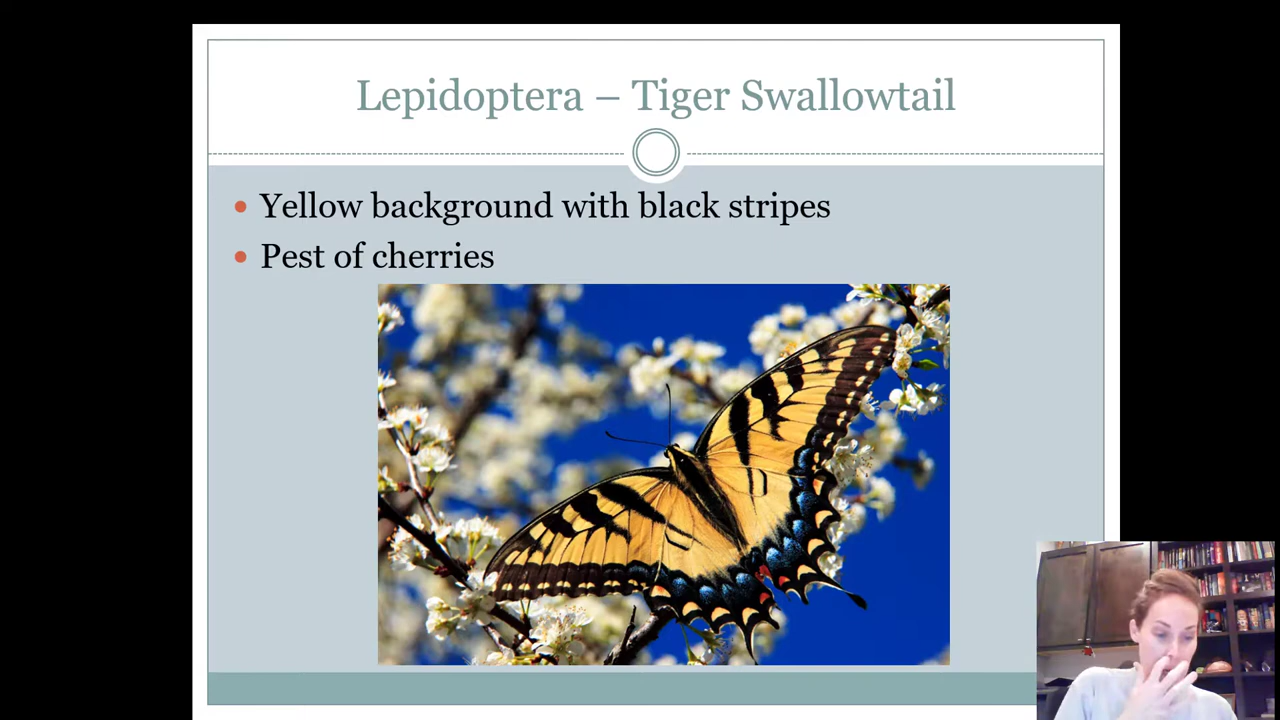 Lepidoptera – Tiger Swallowtail
Yellow background with black stripes
Pest of cherries